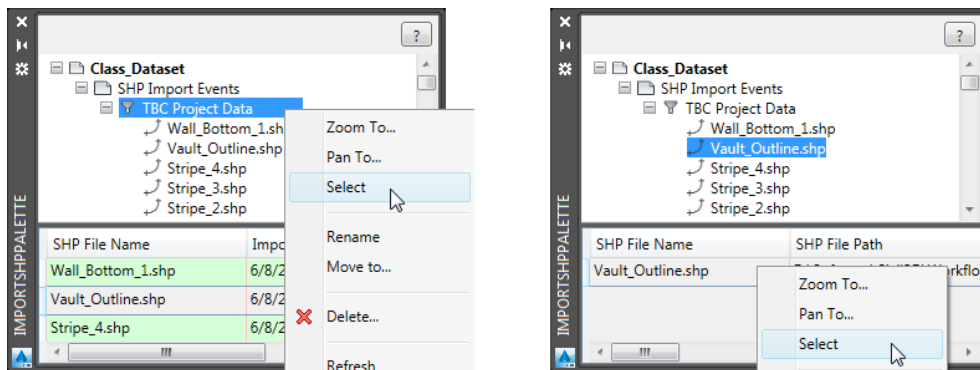 ?
Class_Dataset
SHP Import Events
TBC Project Data
Wall_Bottom_1.sh
Vault_Outline.shp
Stripe_4.shp
Stripe_3.shp
Stripe_2.shp
Zoom To...
Pan To...
Select
Rename
Move to...
Delete...
Refresh
SHP File Name Impo
Wall_Bottom_1.shp 6/8/2
Vault_Outline.shp 6/8/2
Stripe_4.shp 6/8/2
IMPORTSHPPALETTE
?
Class_Dataset
SHP Import Events
TBC Project Data
Wall_Bottom_1.shp
Vault_Outline.shp
Stripe_4.shp
Stripe_3.shp
Stripe_2.shp
SHP File Name SHP File Path
Vault_Outline.shp
Zoom To...
Pan To...
Select
IMPORTSHPPALETTE